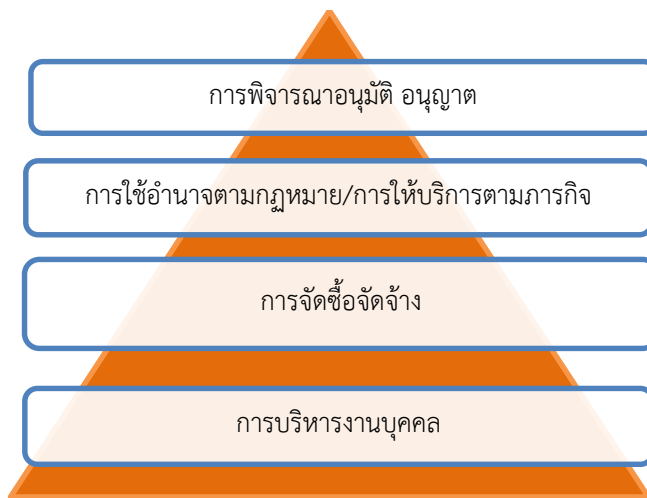 การพิจารณาอนุมัติ อนุญาต
การใช้อำนาจตามกฎหมาย/การให้บริการตามภารกิจ
การจัดซื้อจัดจ้าง
การบริหารงานบุคคล